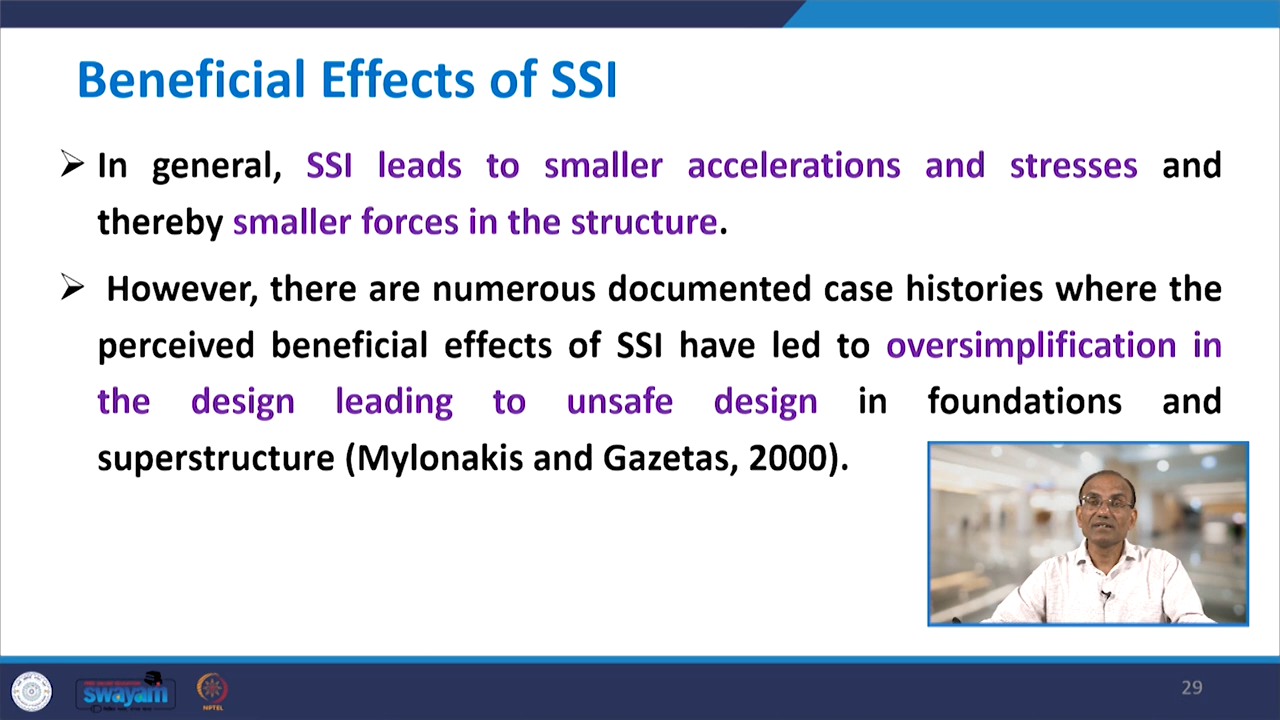 Beneficial Effects of SSI
In general, SSI leads to smaller accelerations and stresses and
thereby smaller forces in the structure.
However, there are numerous documented case histories where the
perceived beneficial effects of SSI have led to oversimplification in
the design leading to unsafe design in foundations and
superstructure (Mylonakis and Gazetas, 2000).
swayam
NPTEL
29